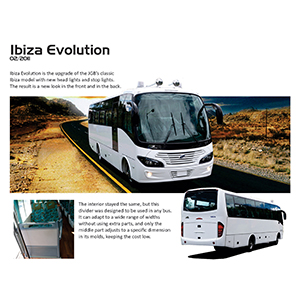 Ibiza Evolution
02/2011
Ibiza Evolution is the upgrade of the JGB's classic
Ibiza model with new head lights and stop lights.
The result is a new look in the front and in the back.
The interior stayed the same, but this
divider was designed to be used in any bus.
It can adapt to a wide range of widths
without using extra parts, and only the
middle part adjusts to a specific dimension
in its molds, keeping the cost low.